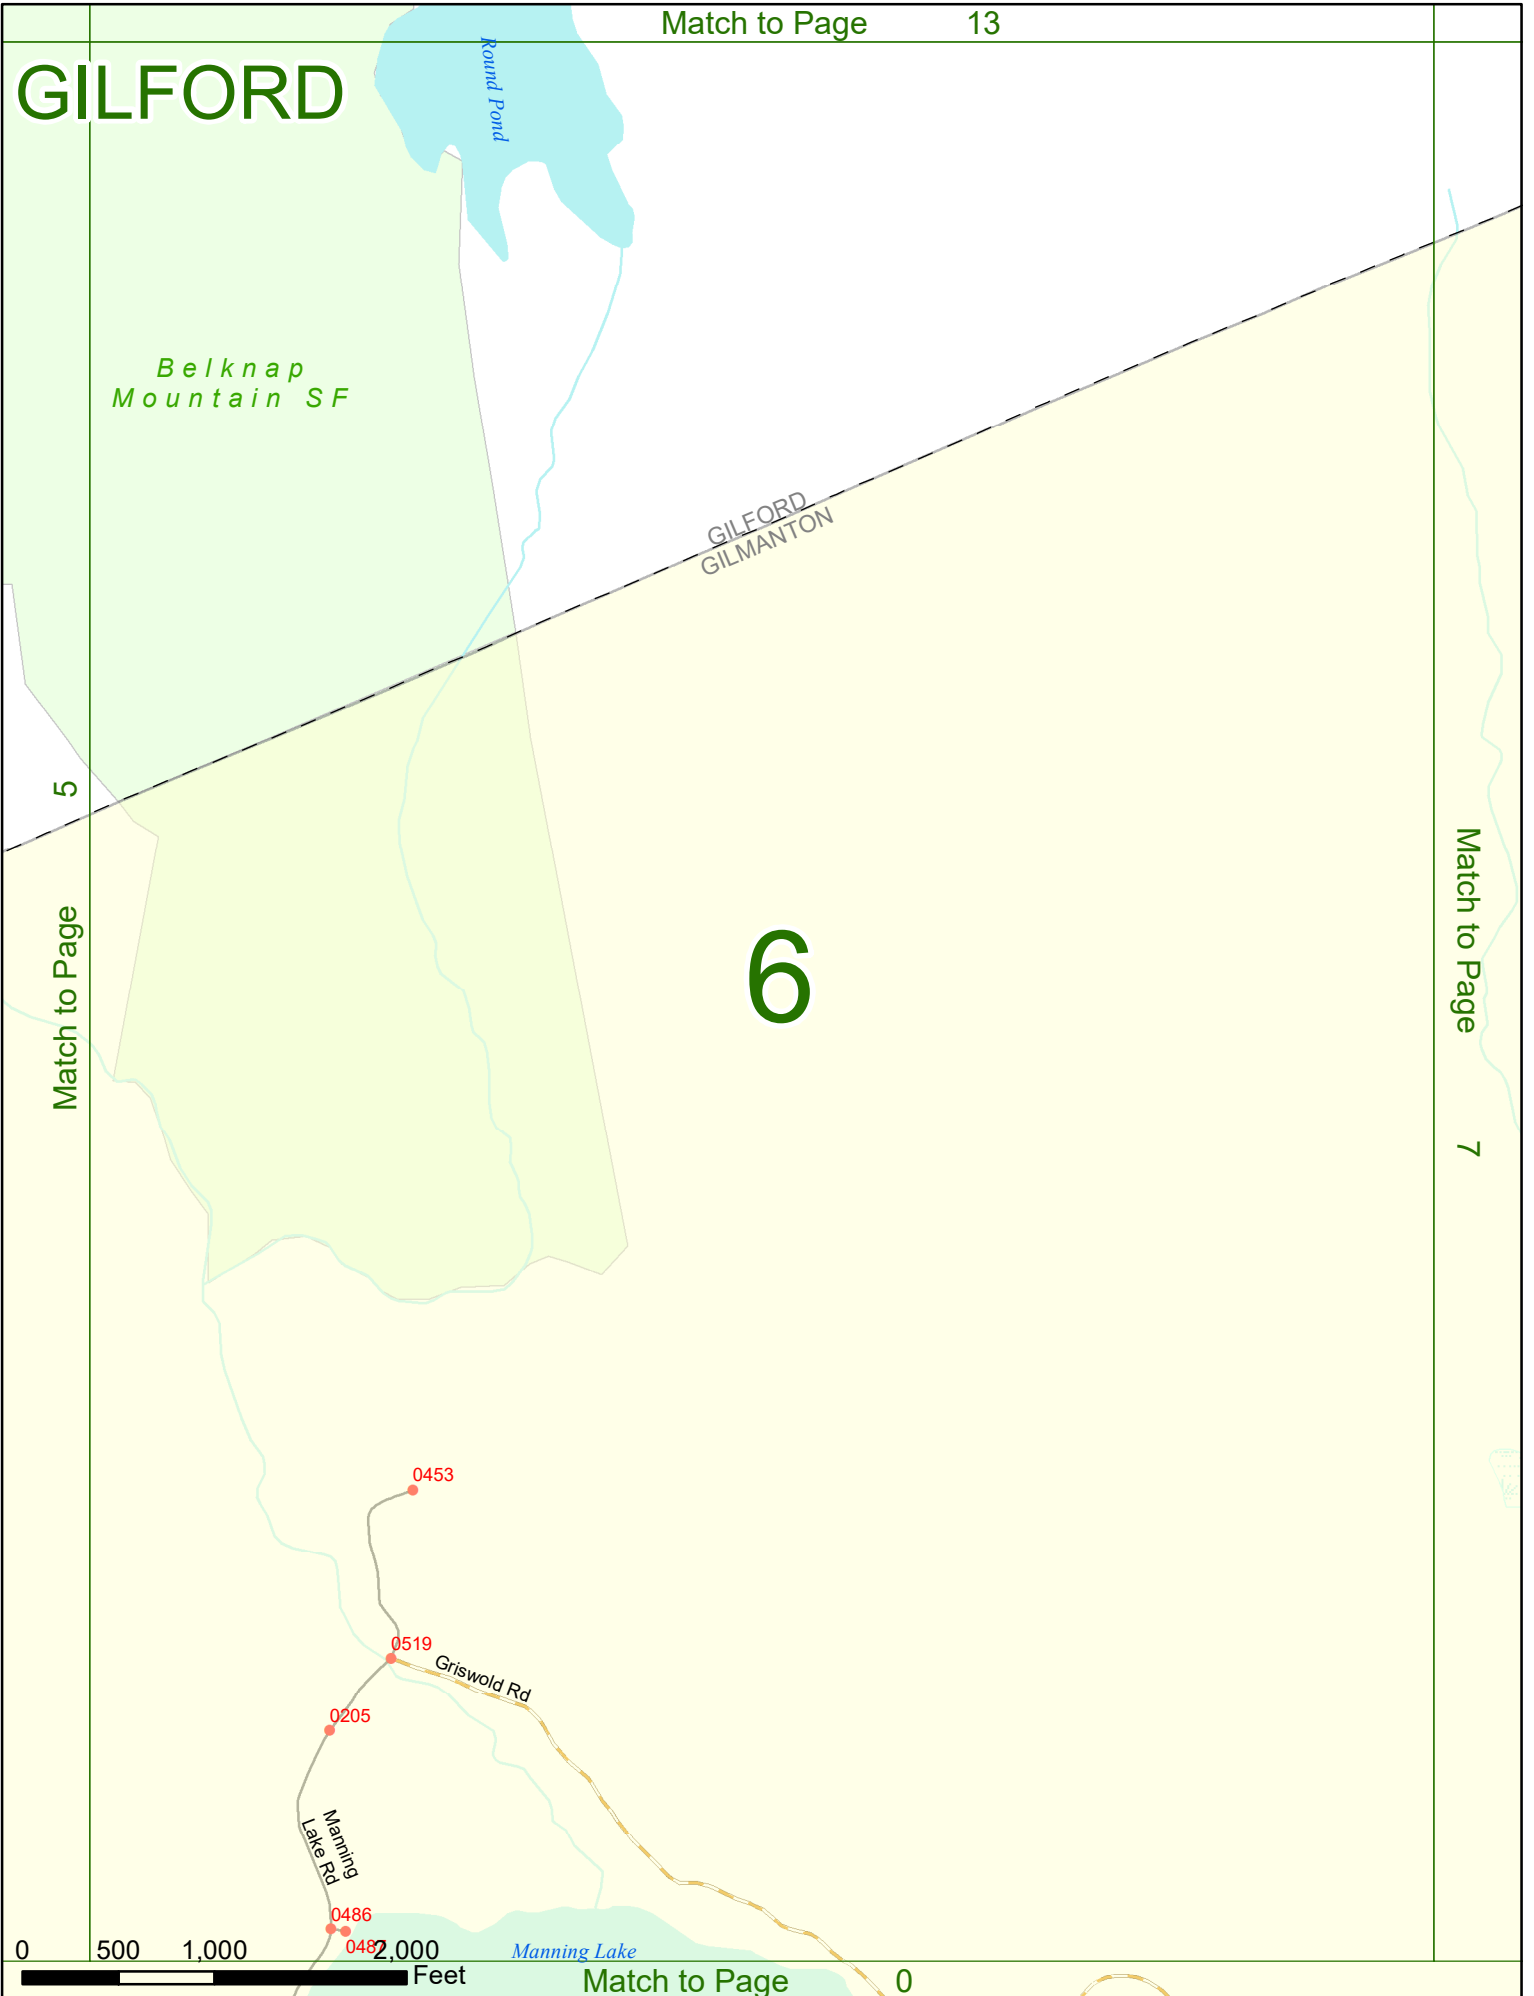 Match to Page 13
GILFORD
Round Pond
Belknap
Mountain SF
GILFORD
GILMANTON
Match to Page 5
6
Match to Page 7
0453
0519
Griswold Rd
0205
Manning
Lake Rd
0486
0 500 1,000 2,000
Feet
Manning Lake
Match to Page 0